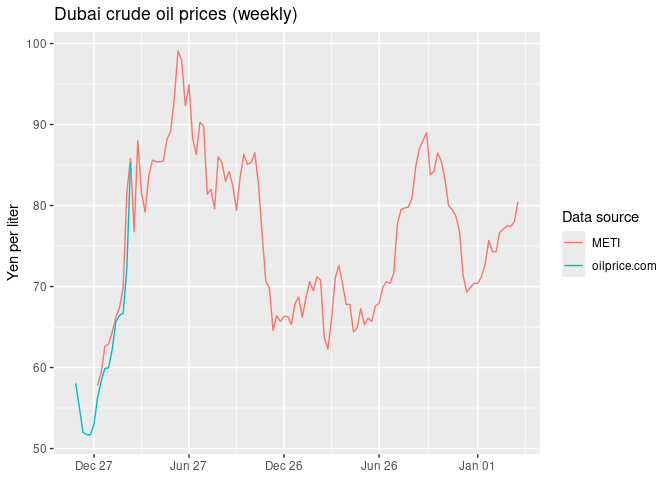 Dubai crude oil prices (weekly)
100
90
80
70
60
50
Yen per liter
Dec 27
Jun 27
Dec 26
Jun 26
Jan 01
Data source
METI
oilprice.com